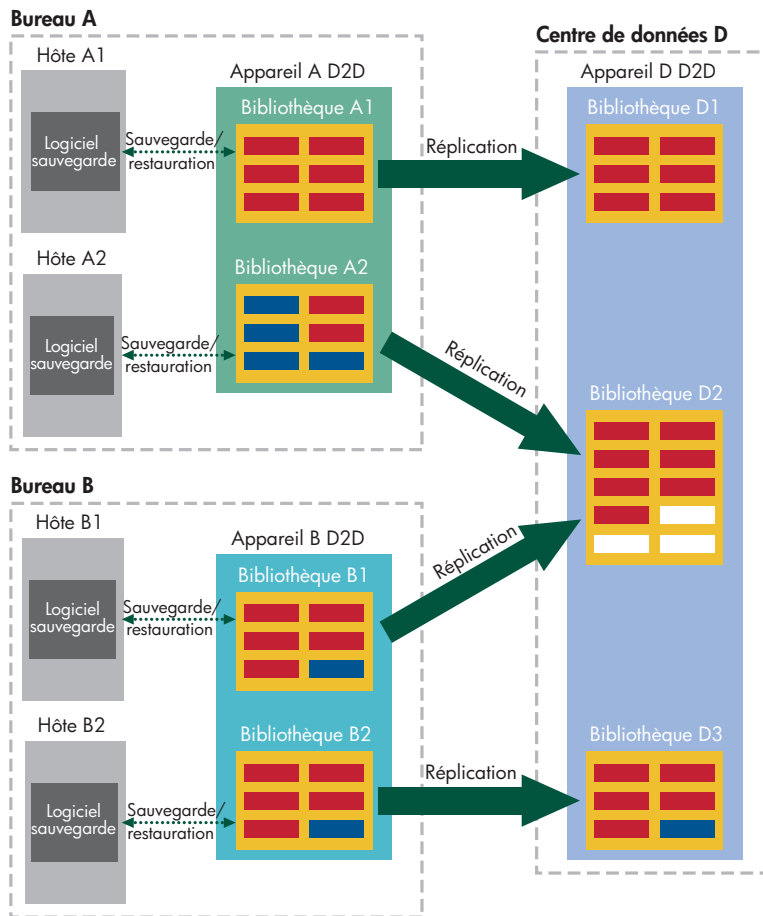 Bureau A
Hôte A1
Logiciel
sauvegarde
Sauvegarde/
restauration
Appareil A D2D
Bibliothèque A1
Réplication
Hôte A2
Logiciel
sauvegarde
Sauvegarde/
restauration
Bibliothèque A2
Réplication
Centre de données D
Appareil D D2D
Bibliothèque D1
Bibliothèque D2
Bureau B
Hôte B1
Logiciel
sauvegarde
Sauvegarde/
restauration
Appareil B D2D
Bibliothèque B1
Réplication
Hôte B2
Logiciel
sauvegarde
Sauvegarde/
restauration
Bibliothèque B2
Réplication
Bibliothèque D3